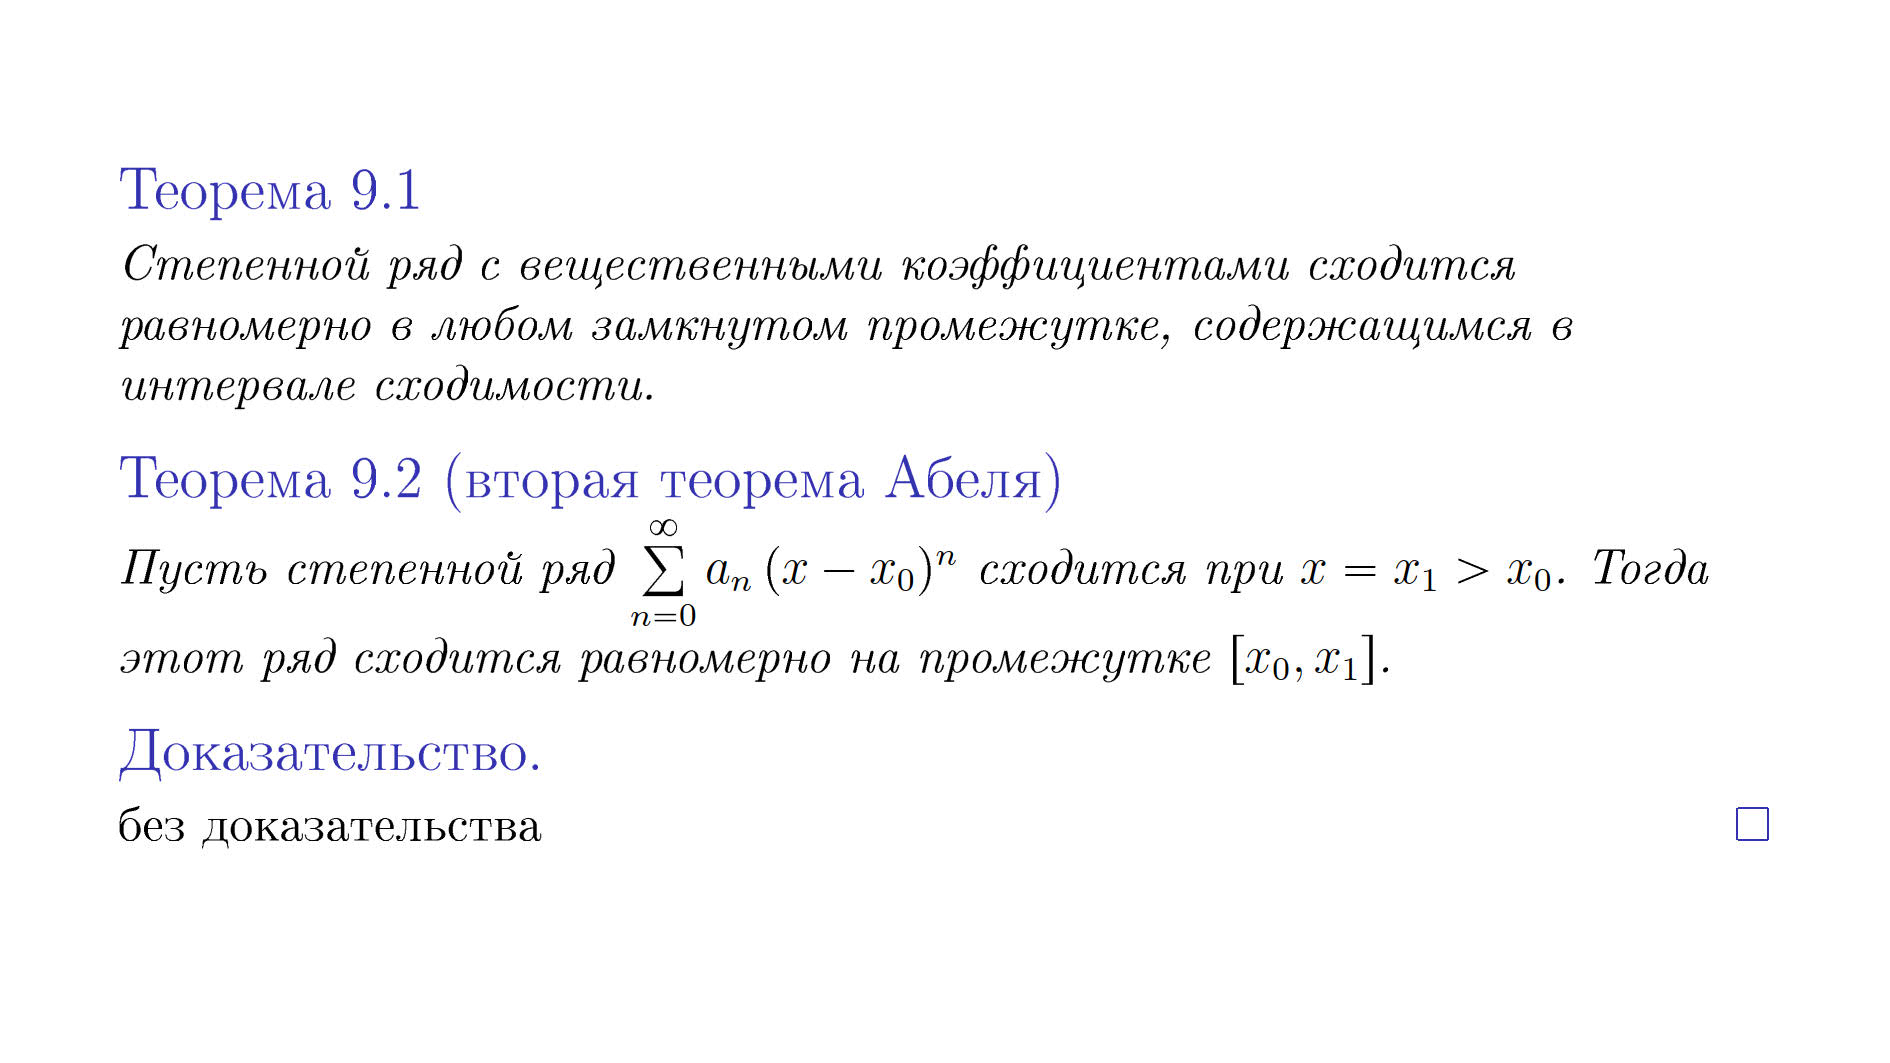 Теорема 9.1
Степенной ряд с вещественными коэффициентами сходится
равномерно в любом замкнутом промежутке, содержащимся в
интервале сходимости.
Теорема 9.2 (вторая теорема Абеля)
Пусть степенной ряд $\sum\limits_{n=0}^{\infty} a_n (x - x_0)^n$ сходится при $x = x_1 > x_0$. Тогда
этот ряд сходится равномерно на промежутке $[x_0, x_1]$.
Доказательство.
без доказательства □